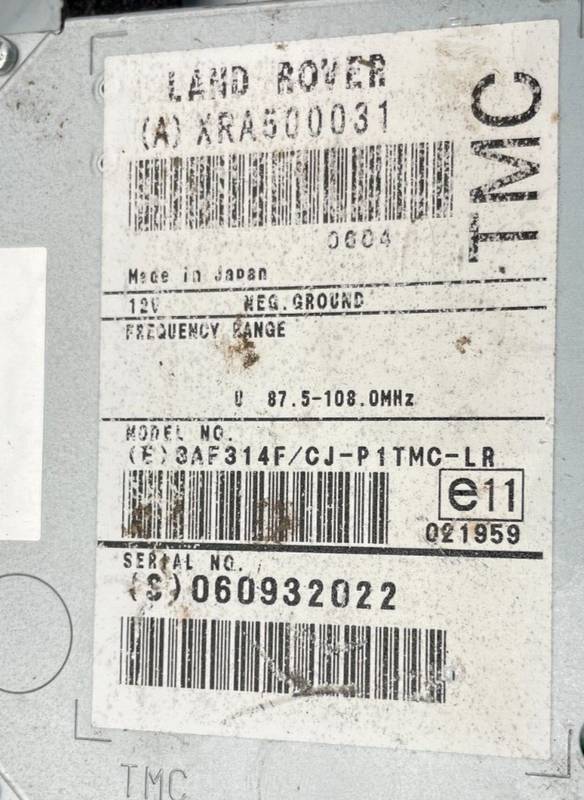 LAND ROVER
(A) XRA500031
TMC
0604
Made in Japan
12V NEG.GROUND
FREQUENCY RANGE
U 87.5-108.0MHz
MODEL NO.
/CJ-P1TMC-LR
e11
021959
SERIAL NO.
(S)060932022
TMC